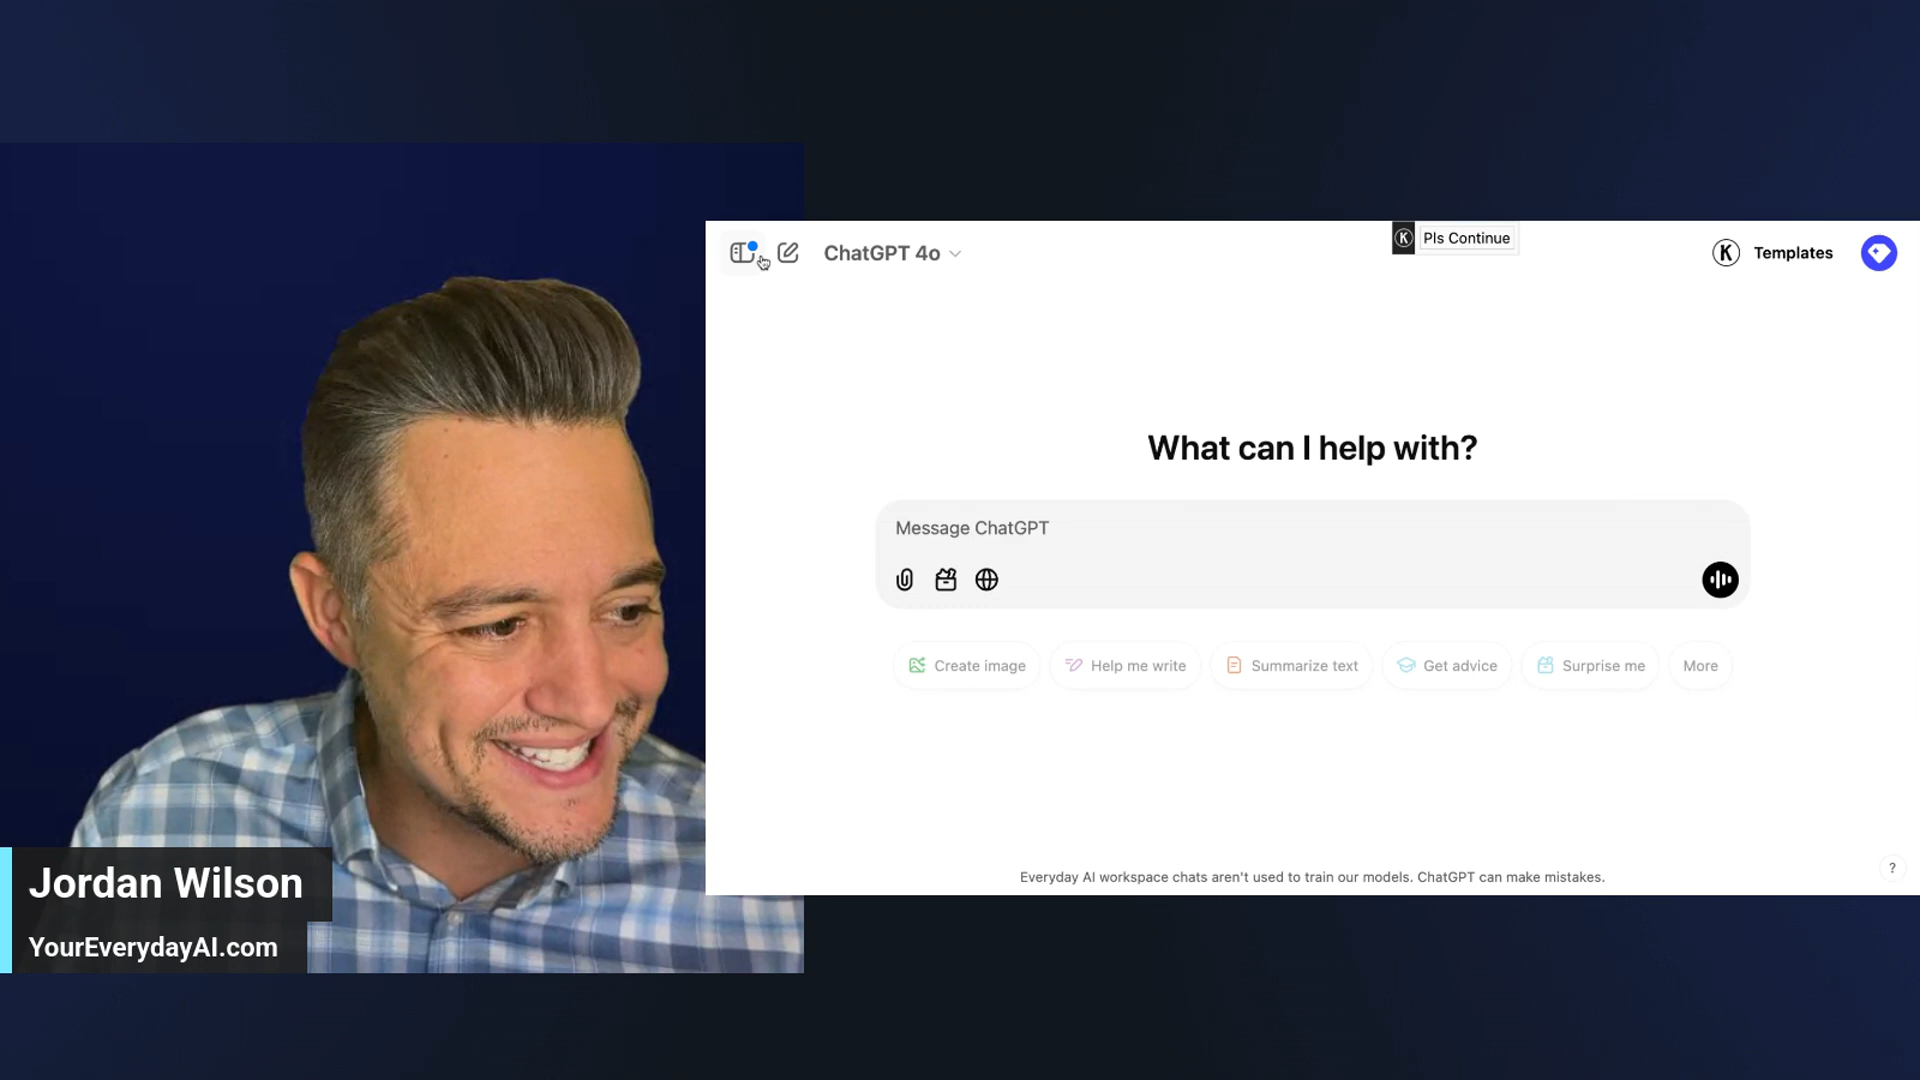 ChatGPT 4o
K
Pls Continue
K
Templates
What can I help with?
Message ChatGPT
Create image
Help me write
Summarize text
Get advice
Surprise me
More
Everyday AI workspace chats aren't used to train our models. ChatGPT can make mistakes.
?
Jordan Wilson
YourEverydayAI.com